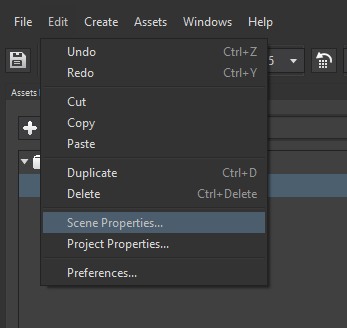 File Edit Create Assets Windows Help
Undo Ctrl+Z
Redo Ctrl+Y
5
Assets
Cut
Copy
Paste
Duplicate Ctrl+D
Delete Ctrl+Delete
Scene Properties...
Project Properties...
Preferences...